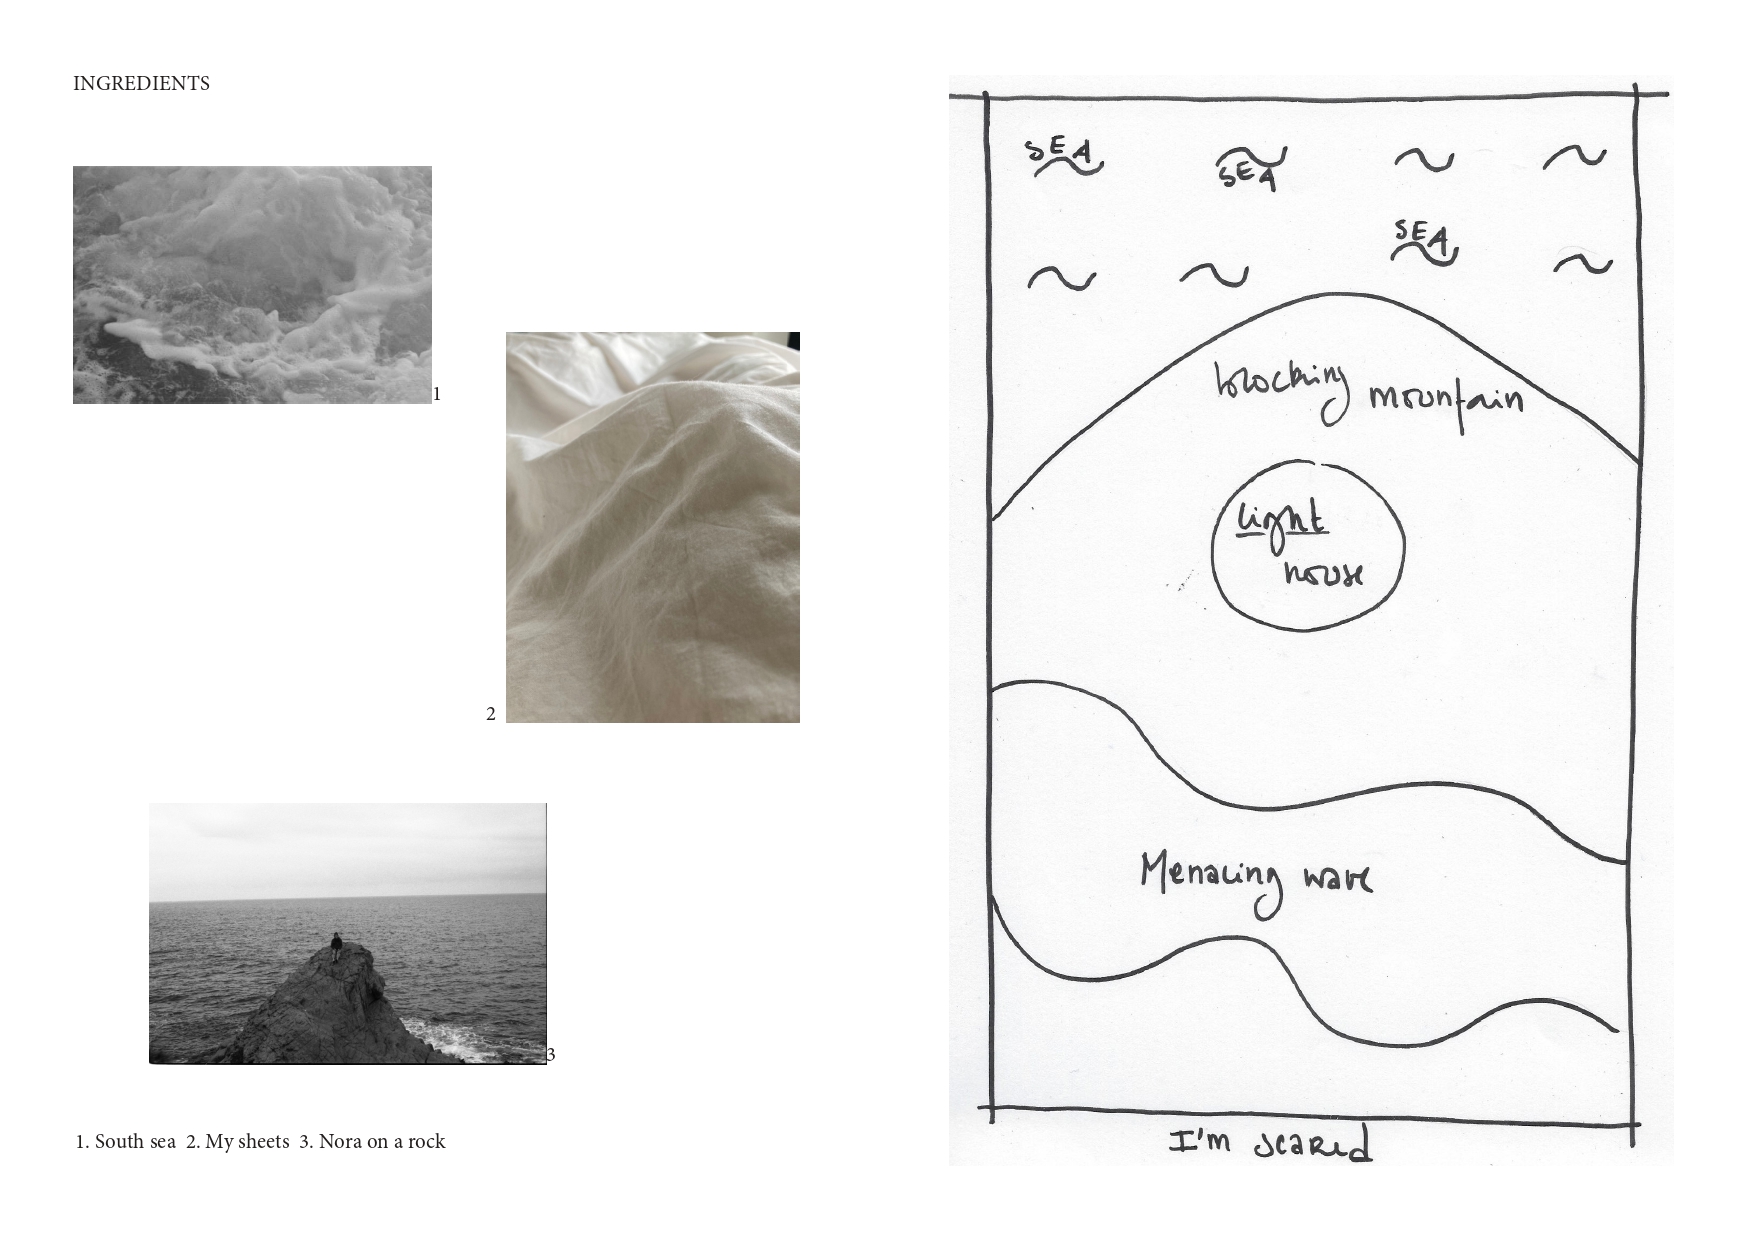 INGREDIENTS
1
2
3
1. South sea 2. My sheets 3. Nora on a rock
SEA
SEA
SEA
blocking mountain
light
house
Menacing wave
I'm scared